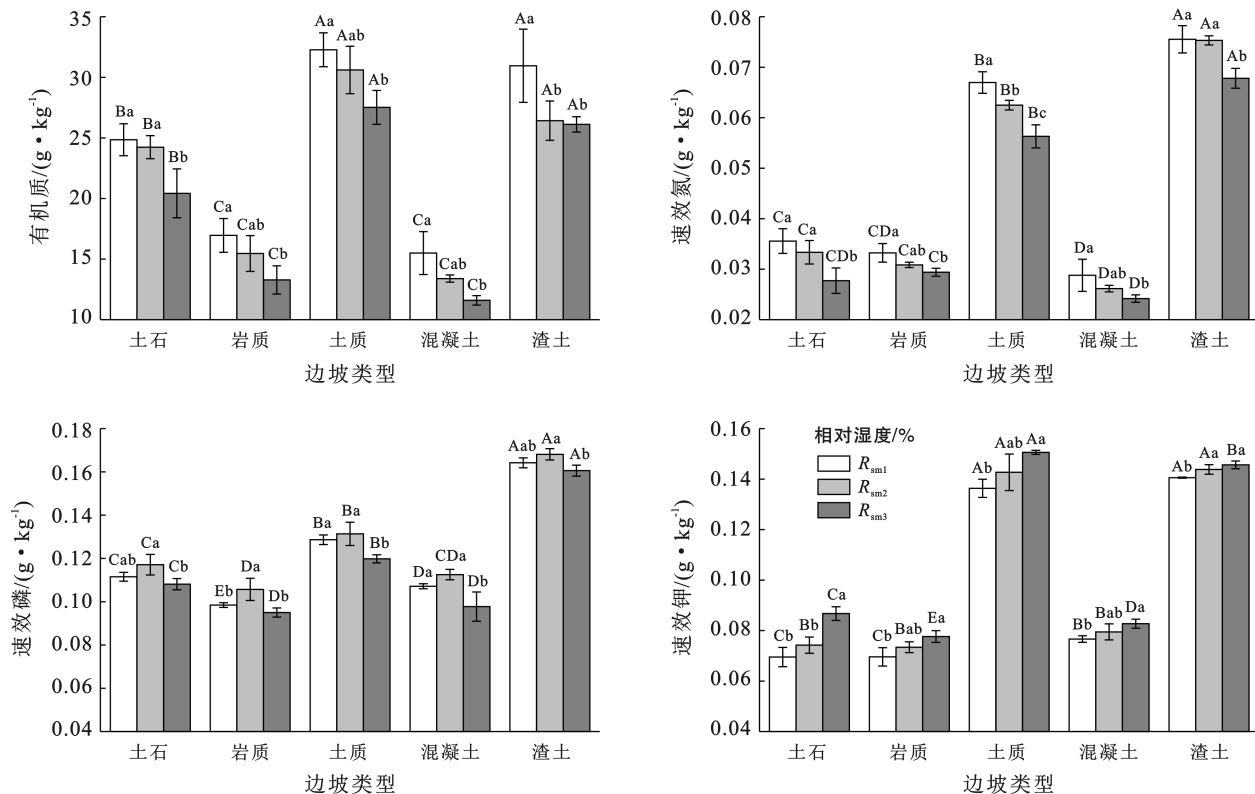 有机质/(g·kg⁻¹)
35
30
25
20
15
10
Ba Ba Bb
Ca Cab Cb
Aa Aab Ab
Ca Cab Cb
Aa Ab Ab
土石 岩质 土质 混凝土 渣土
边坡类型
速效氮/(g·kg⁻¹)
0.08
0.07
0.06
0.05
0.04
0.03
0.02
Ca Ca CDb
CDa Cab Cb
Ba Bb Bc
Da Dab Db
Aa Aa Ab
土石 岩质 土质 混凝土 渣土
边坡类型
速效磷/(g·kg⁻¹)
0.18
0.16
0.14
0.12
0.10
0.08
0.06
0.04
Cab Ca Cb
Eb Da Db
Ba Ba Bb
Da CDa Db
Aab Aa Ab
土石 岩质 土质 混凝土 渣土
边坡类型
速效钾/(g·kg⁻¹)
0.16
0.14
0.12
0.10
0.08
0.06
0.04
相对湿度/%
Rsm1
Rsm2
Rsm3
Cb Bb Ca
Cb Bab Ea
Ab Aab Aa
Bb Bab Da
Ab Aa Ba
土石 岩质 土质 混凝土 渣土
边坡类型